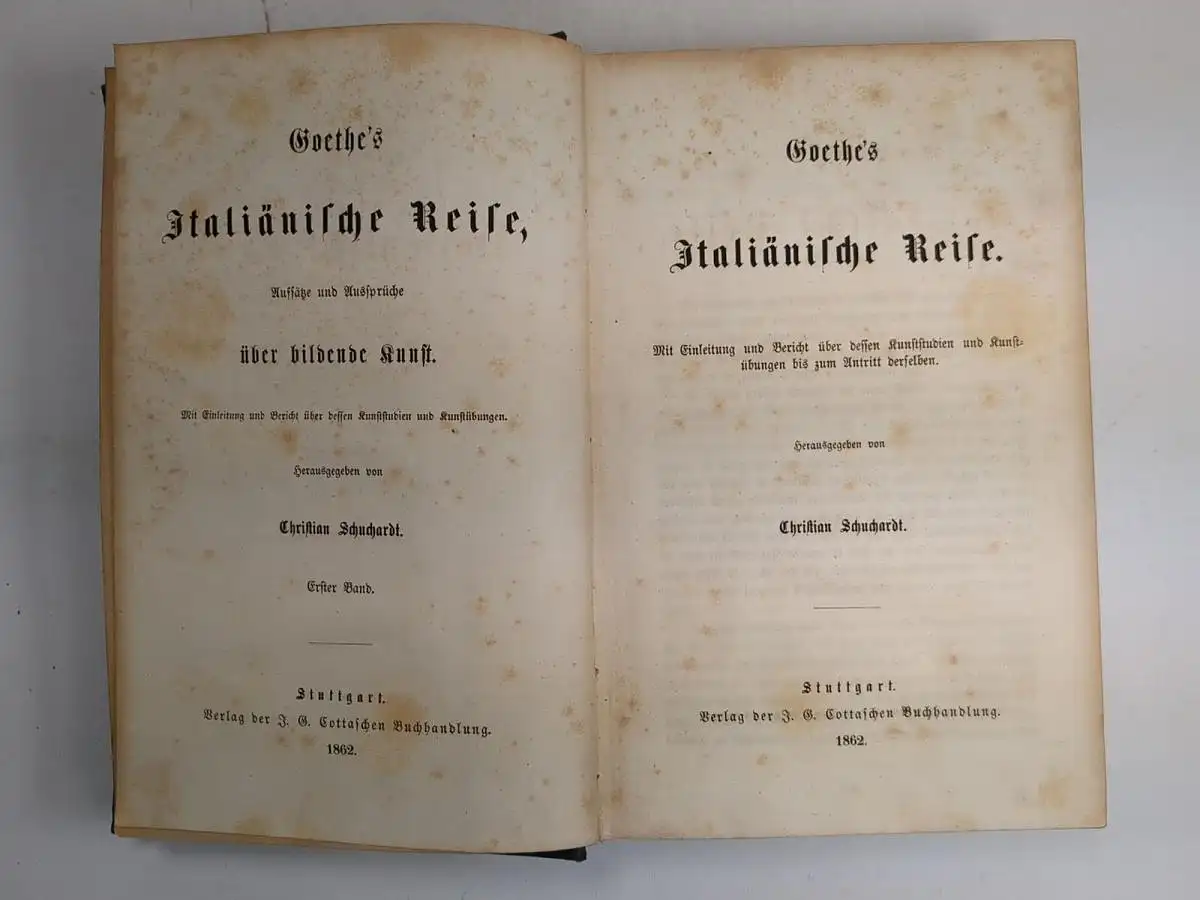 Goethe's
Italiänische Reise,
Aufsätze und Aussprüche
über bildende Kunst.
Mit Einleitung und Bericht über dessen Kunststudien und Kunstübungen.
Herausgegeben von
Christian Schuchardt.
Erster Band.
Stuttgart.
Verlag der J. G. Cottaschen Buchhandlung.
1862.
Goethe's
Italiänische Reise.
Mit Einleitung und Bericht über dessen Kunststudien und Kunst-
übungen bis zum Antritt derselben.
Herausgegeben von
Christian Schuchardt.
Stuttgart.
Verlag der J. G. Cottaschen Buchhandlung.
1862.